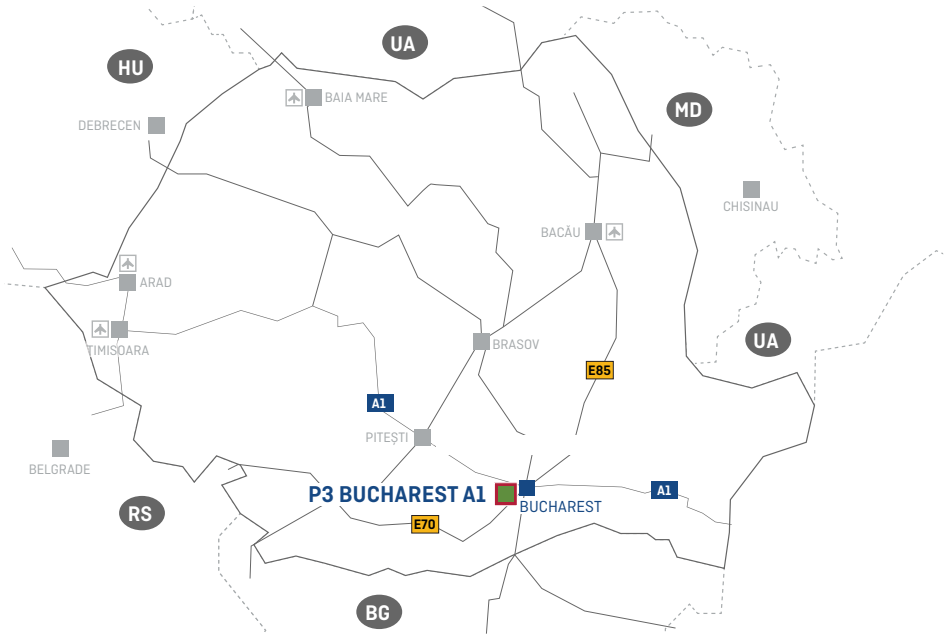 UA
HU
BAIA MARE
MD
DEBRECEN
CHISINAU
BACĂU
ARAD
TIMISOARA
UA
BRASOV
E85
A1
PITEȘTI
BELGRADE
P3 BUCHAREST A1
A1
BUCHAREST
RS
E70
BG